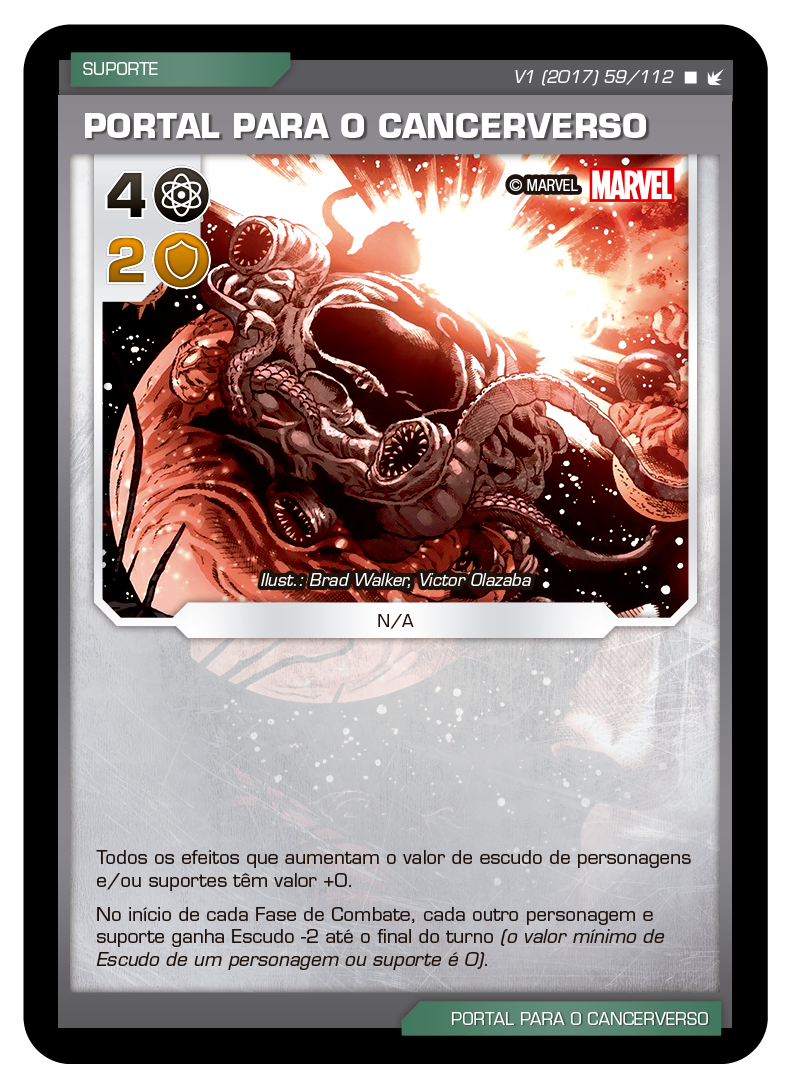 SUPORTE
V1 (2017) 59/112
PORTAL PARA O CANCERVERSO
4
© MARVEL MARVEL
2
Ilust.: Brad Walker, Victor Olazaba
N/A
Todos os efeitos que aumentam o valor de escudo de personagens
e/ou suportes têm valor +0.
No início de cada Fase de Combate, cada outro personagem e
suporte ganha Escudo -2 até o final do turno (o valor mínimo de
Escudo de um personagem ou suporte é 0).
PORTAL PARA O CANCERVERSO